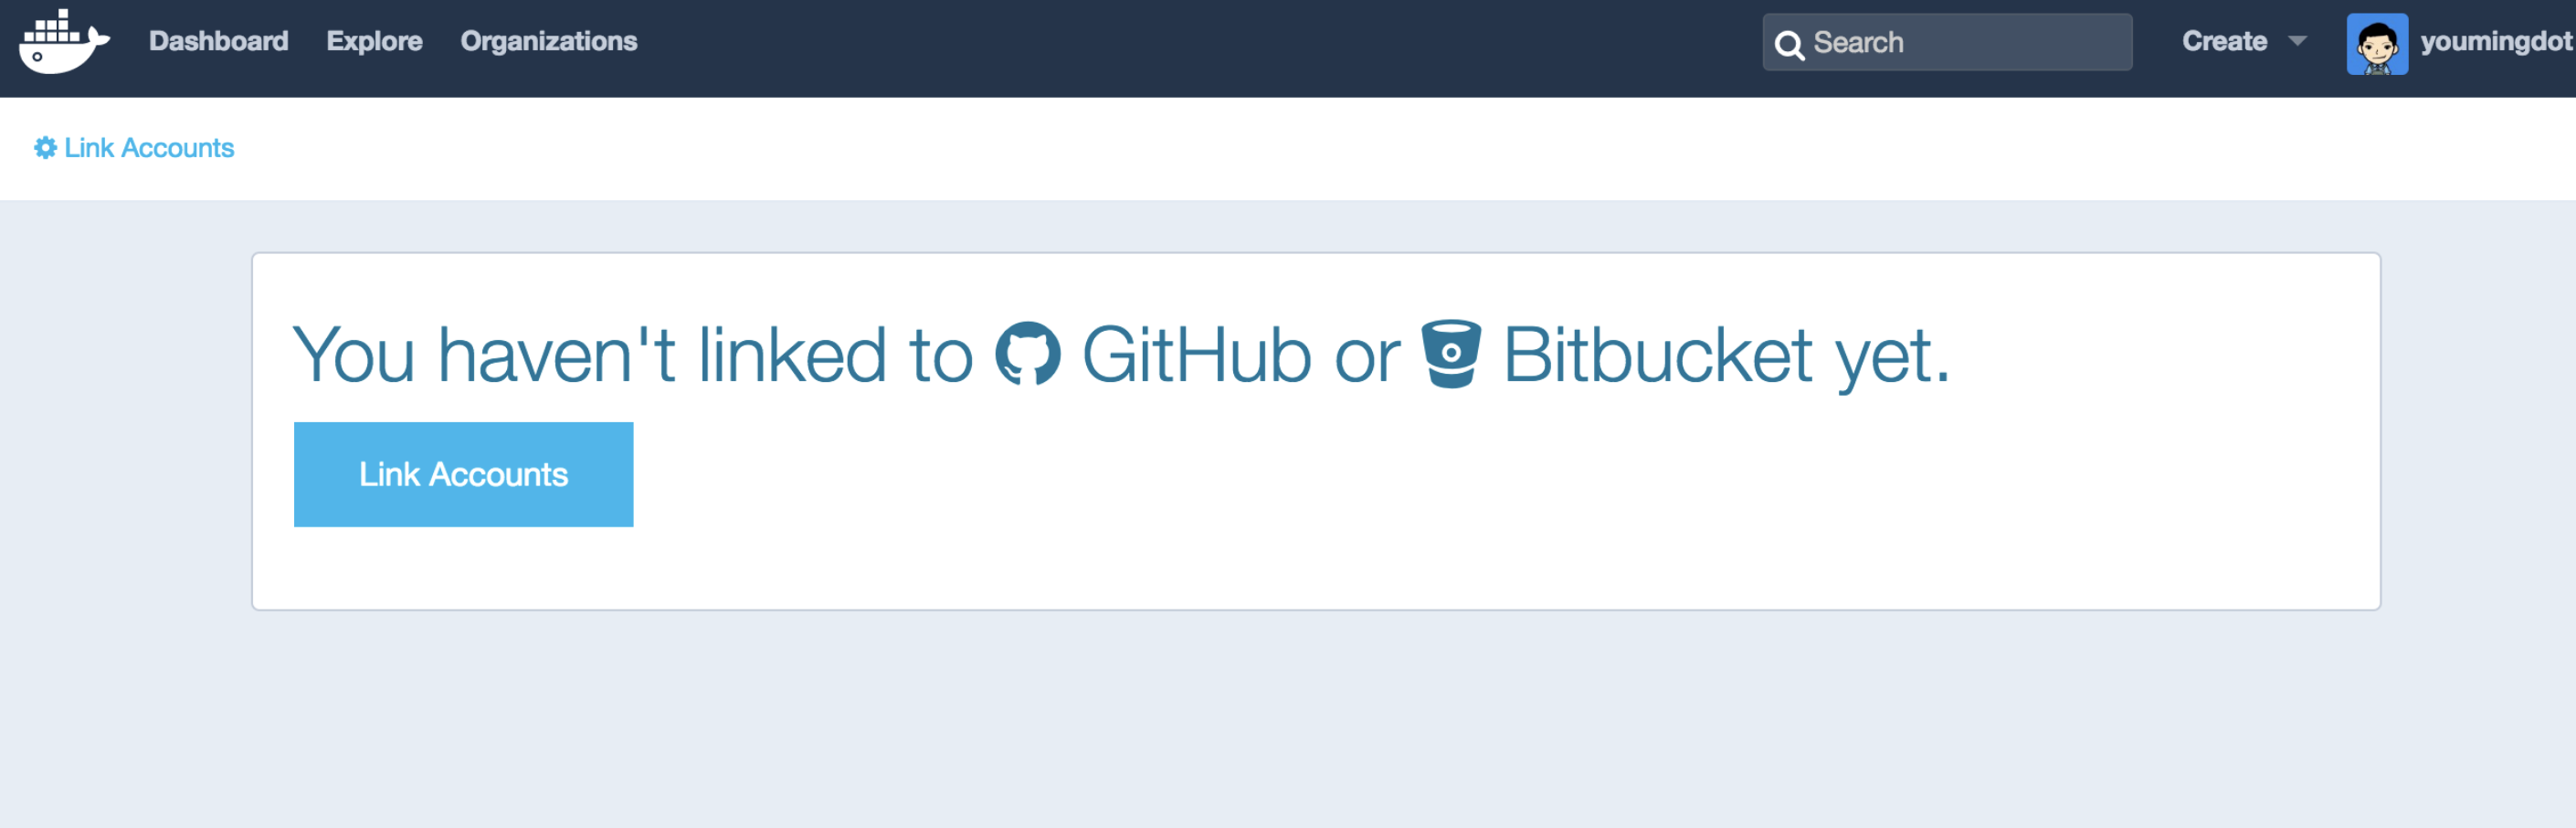 Dashboard Explore Organizations Search Create youmingdot
Link Accounts
You haven't linked to GitHub or Bitbucket yet.
Link Accounts